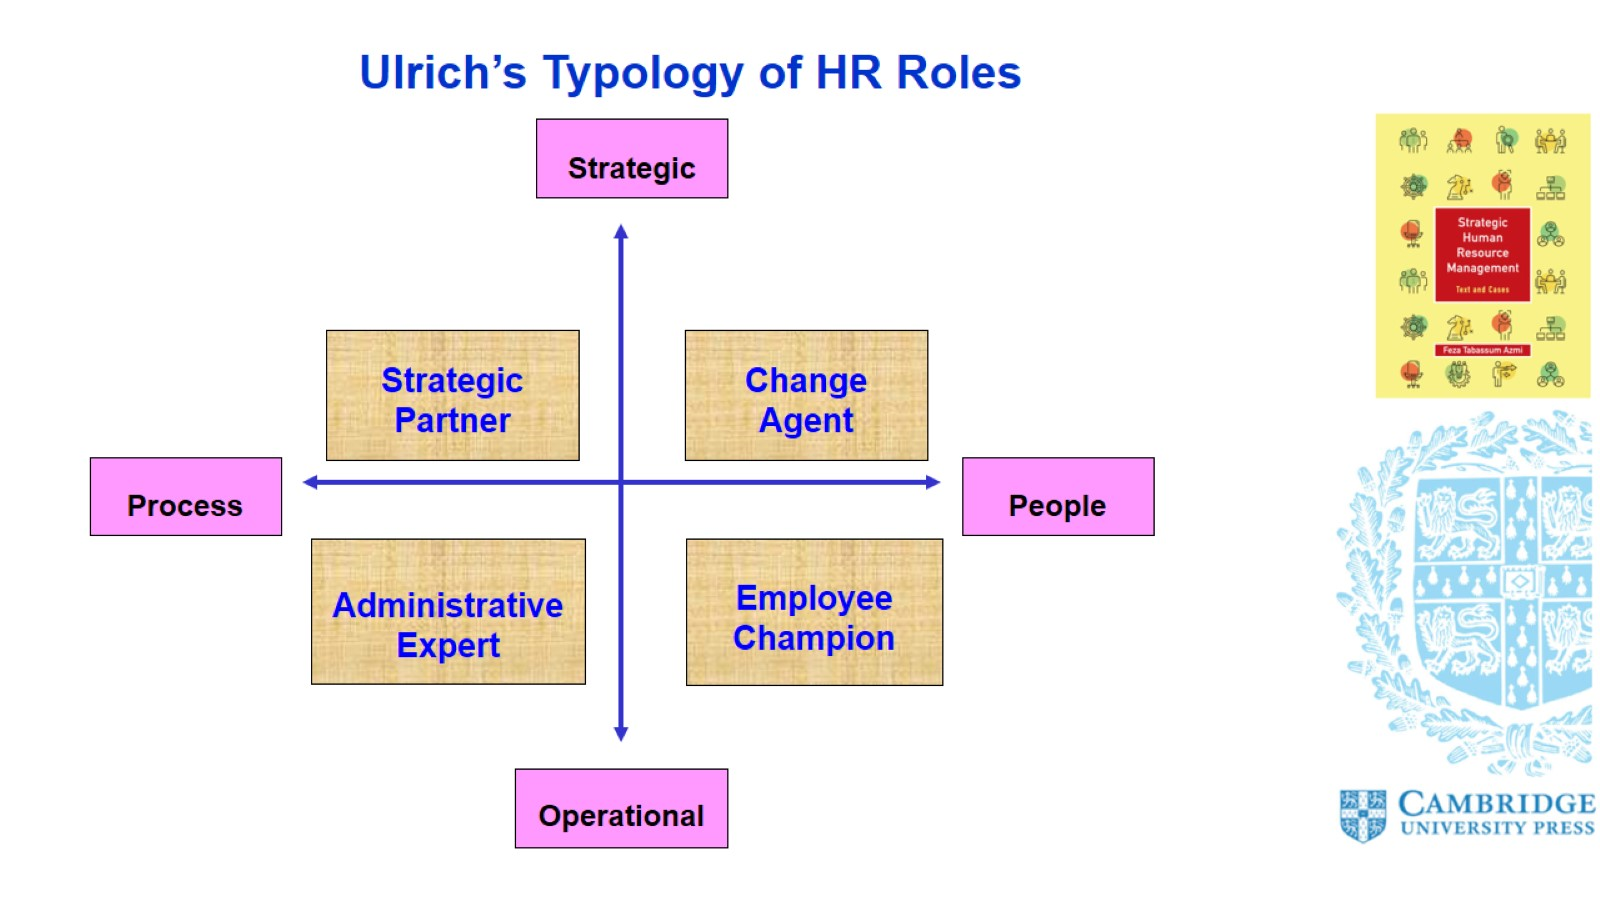 Ulrich’s Typology of HR Roles
Strategic
Strategic
Partner
Change
Agent
Process
People
Administrative
Expert
Employee
Champion
Operational
Strategic
Human
Resource
Management
Text and Cases
Feza Tabassum Azmi
CAMBRIDGE
UNIVERSITY PRESS